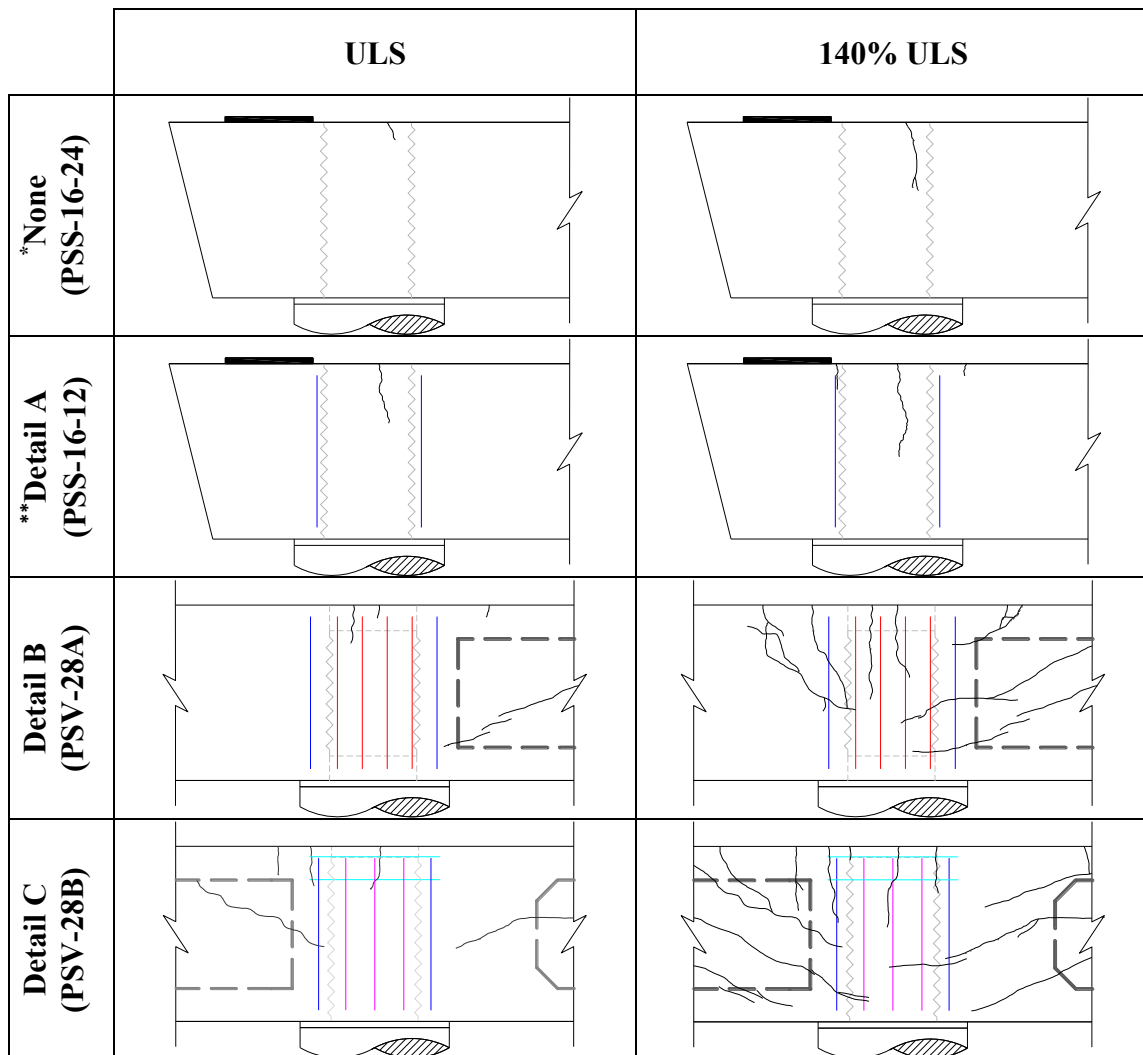 ULS
140% ULS
*None
(PSS-16-24)
**Detail A
(PSS-16-12)
Detail B
(PSV-28A)
Detail C
(PSV-28B)